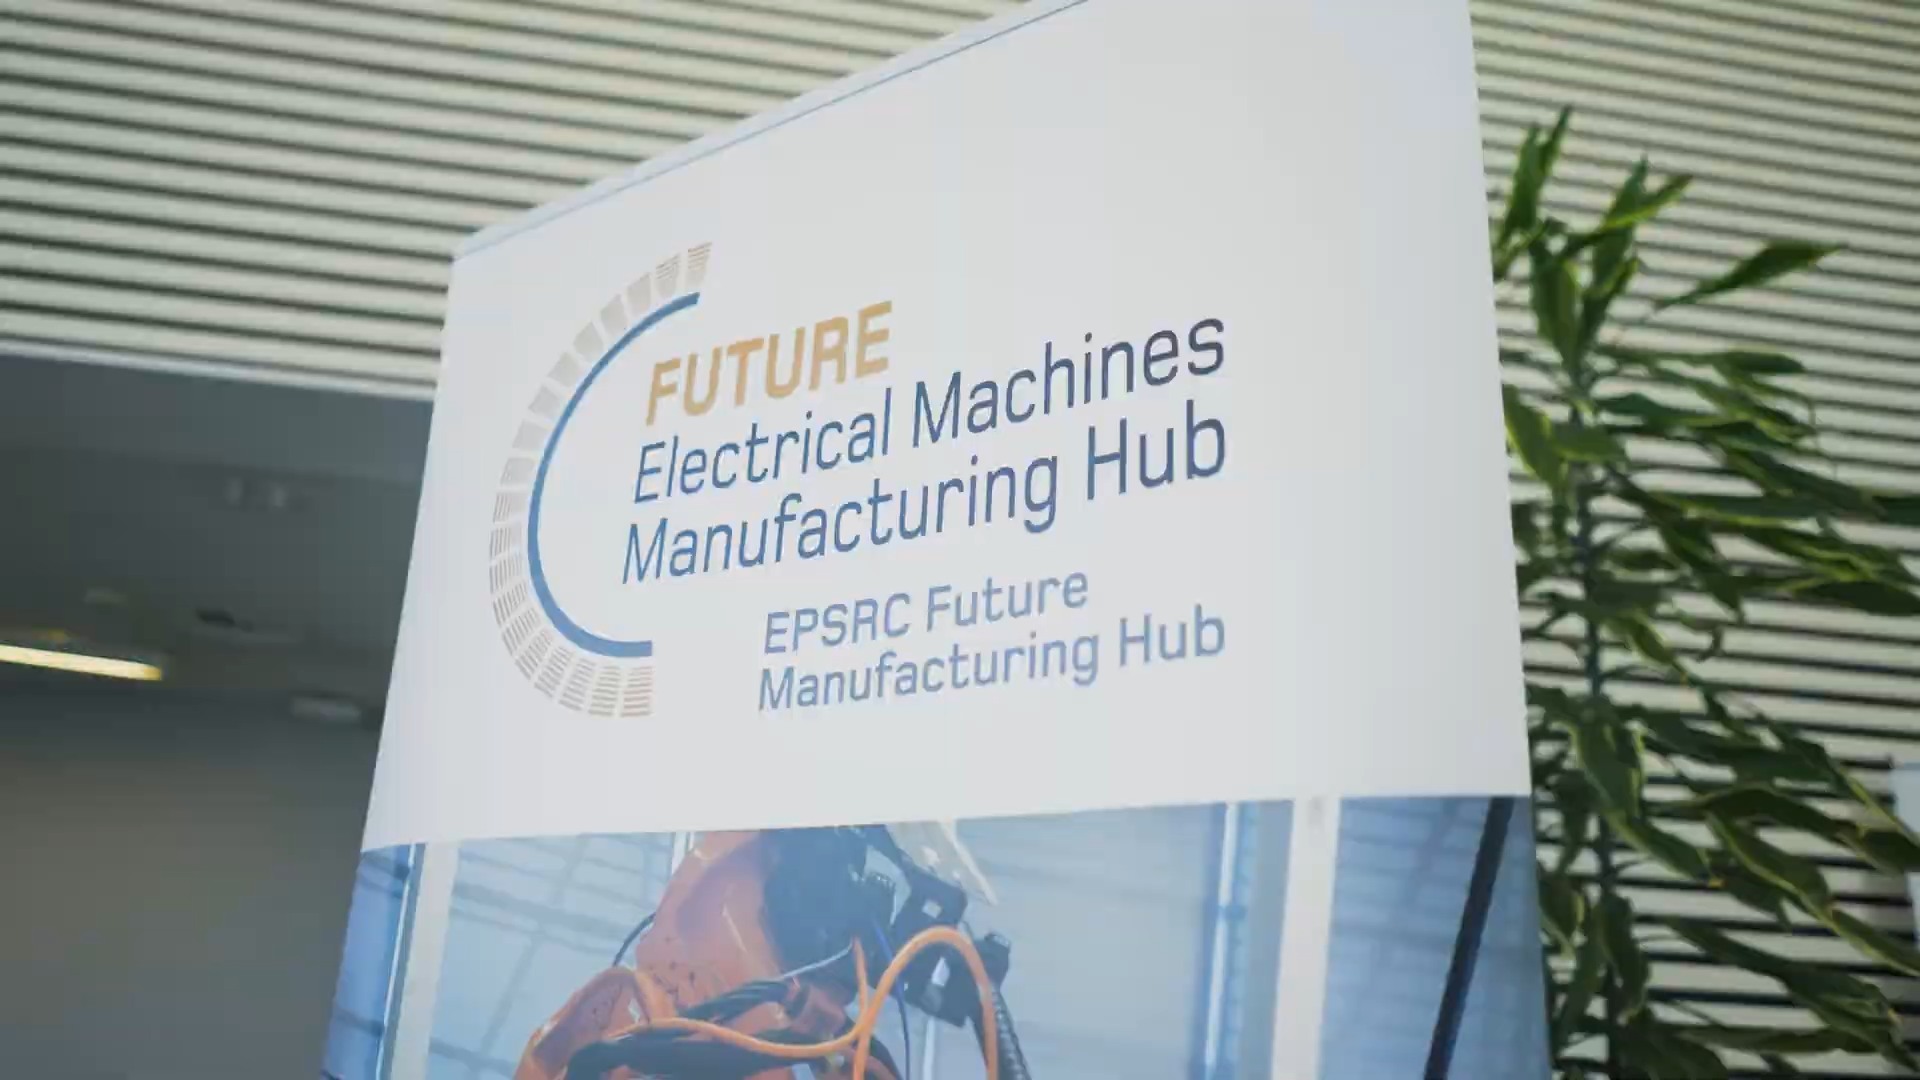 FUTURE
Electrical Machines
Manufacturing Hub
EPSRC Future
Manufacturing Hub